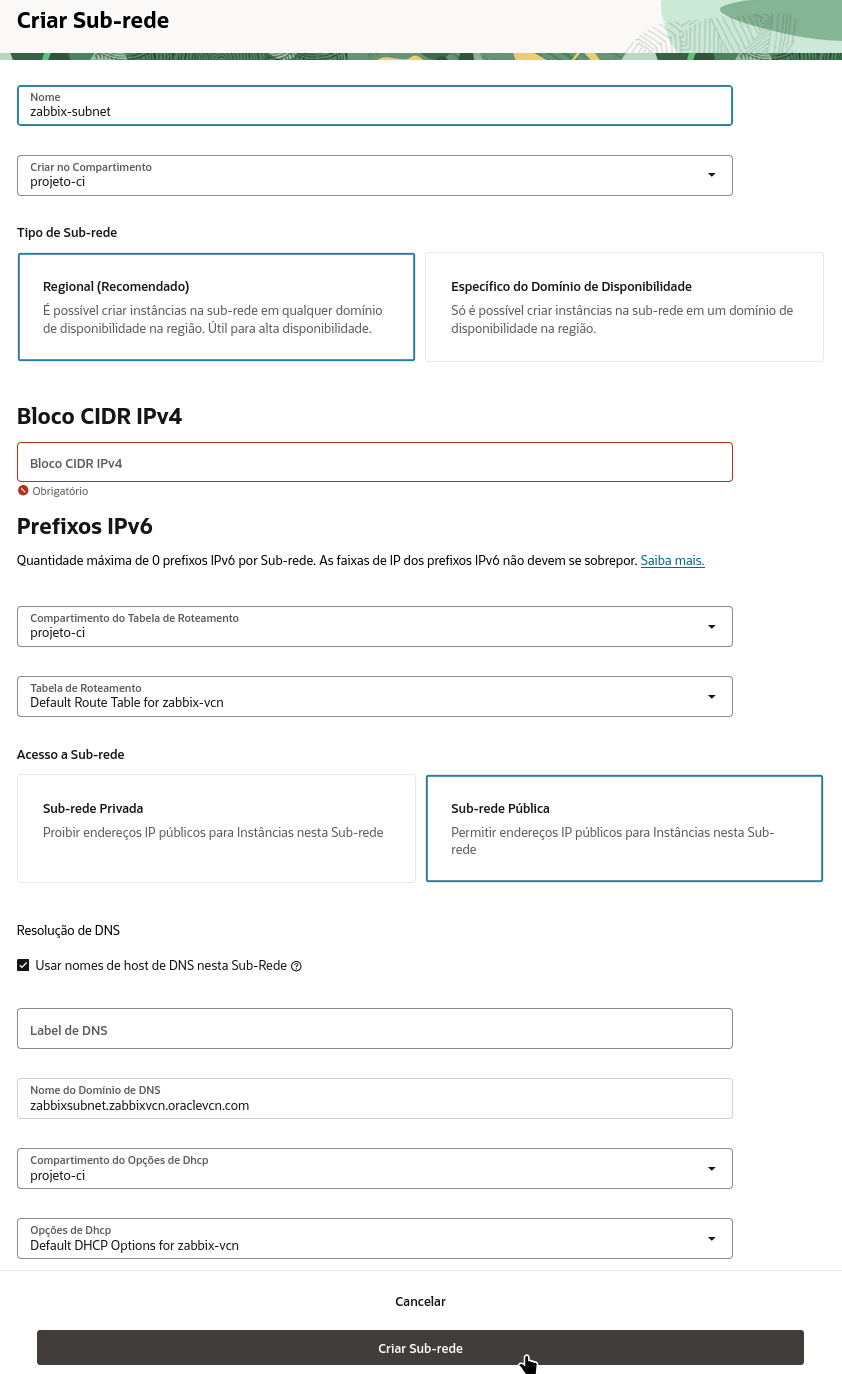 Criar Sub-rede
Nome
zabbix-subnet
Criar no Compartimento
projeto-ci
Tipo de Sub-rede
Regional (Recomendado)
É possível criar instâncias na sub-rede em qualquer domínio
de disponibilidade na região. Útil para alta disponibilidade.
Específico do Domínio de Disponibilidade
Só é possível criar instâncias na sub-rede em um domínio de
disponibilidade na região.
Bloco CIDR IPv4
Bloco CIDR IPv4
Obrigatório
Prefixos IPv6
Quantidade máxima de 0 prefixos IPv6 por Sub-rede. As faixas de IP dos prefixos IPv6 não devem se sobrepor. Saiba mais.
Compartimento do Tabela de Roteamento
projeto-ci
Tabela de Roteamento
Default Route Table for zabbix-vcn
Acesso a Sub-rede
Sub-rede Privada
Proibir endereços IP públicos para Instâncias nesta Sub-rede
Sub-rede Pública
Permitir endereços IP públicos para Instâncias nesta Sub-
rede
Resolução de DNS
Usar nomes de host de DNS nesta Sub-Rede
Label de DNS
Nome do Domínio de DNS
zabbixsubnet.zabbixvcn.oraclevcn.com
Compartimento do Opções de Dhcp
projeto-ci
Opções de Dhcp
Default DHCP Options for zabbix-vcn
Cancelar
Criar Sub-rede